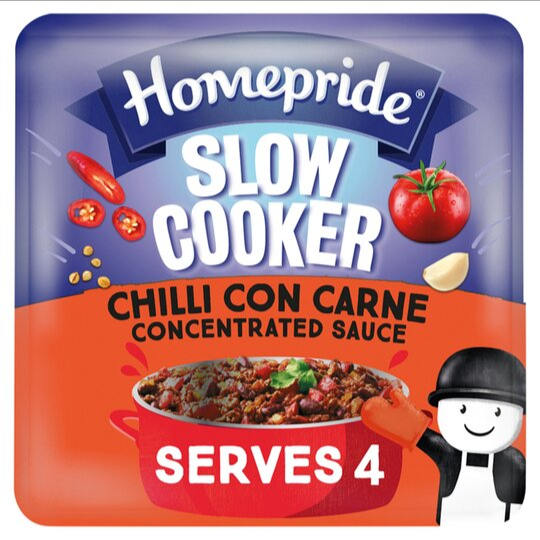 Homepride®
SLOW
COOKER
CHILLI CON CARNE
CONCENTRATED SAUCE
SERVES 4